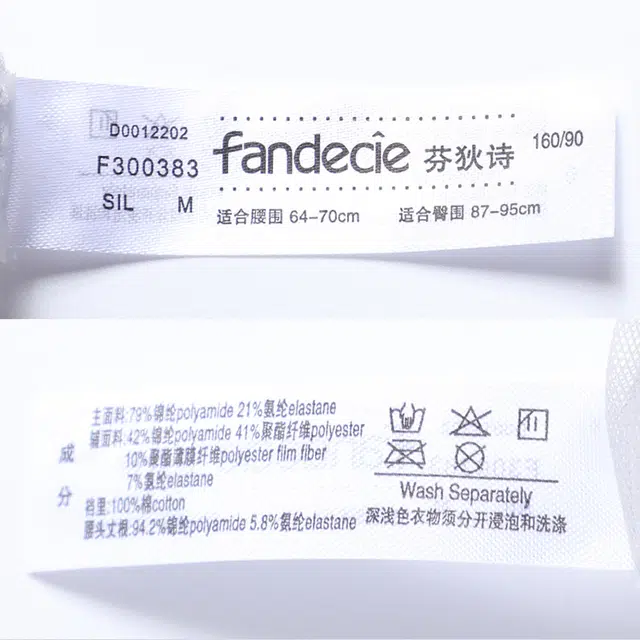 D0012202
F300383
SIL M
fandecie 芬狄诗
160/90
适合腰围 64-70cm 适合臀围 87-95cm
成分
主面料:79%锦纶polyamide 21%氨纶elastane
辅面料:42%锦纶polyamide 41%聚酯纤维polyester
10%聚酯薄膜纤维polyester film fiber
7%氨纶elastane
裆里:100%棉cotton
腰头丈根:94.2%锦纶polyamide 5.8%氨纶elastane
Wash Separately
深浅色衣物须分开浸泡和洗涤